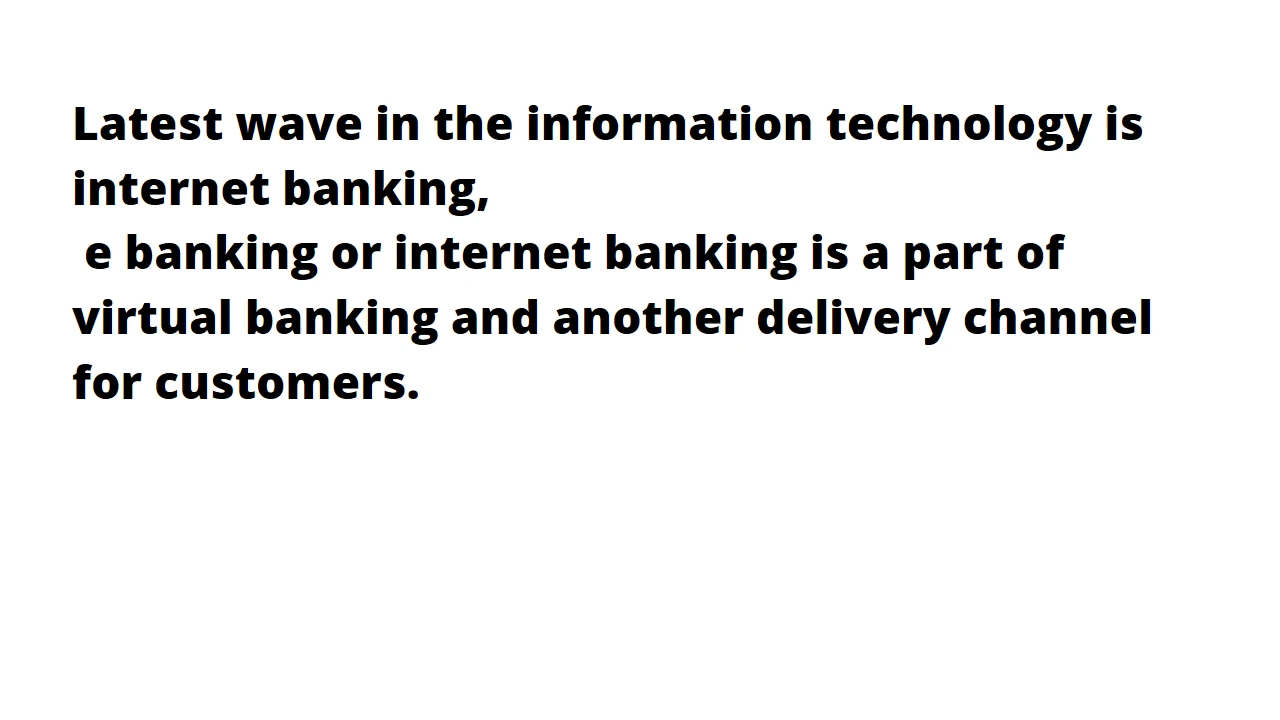 Latest wave in the information technology is
internet banking,
e banking or internet banking is a part of
virtual banking and another delivery channel
for customers.